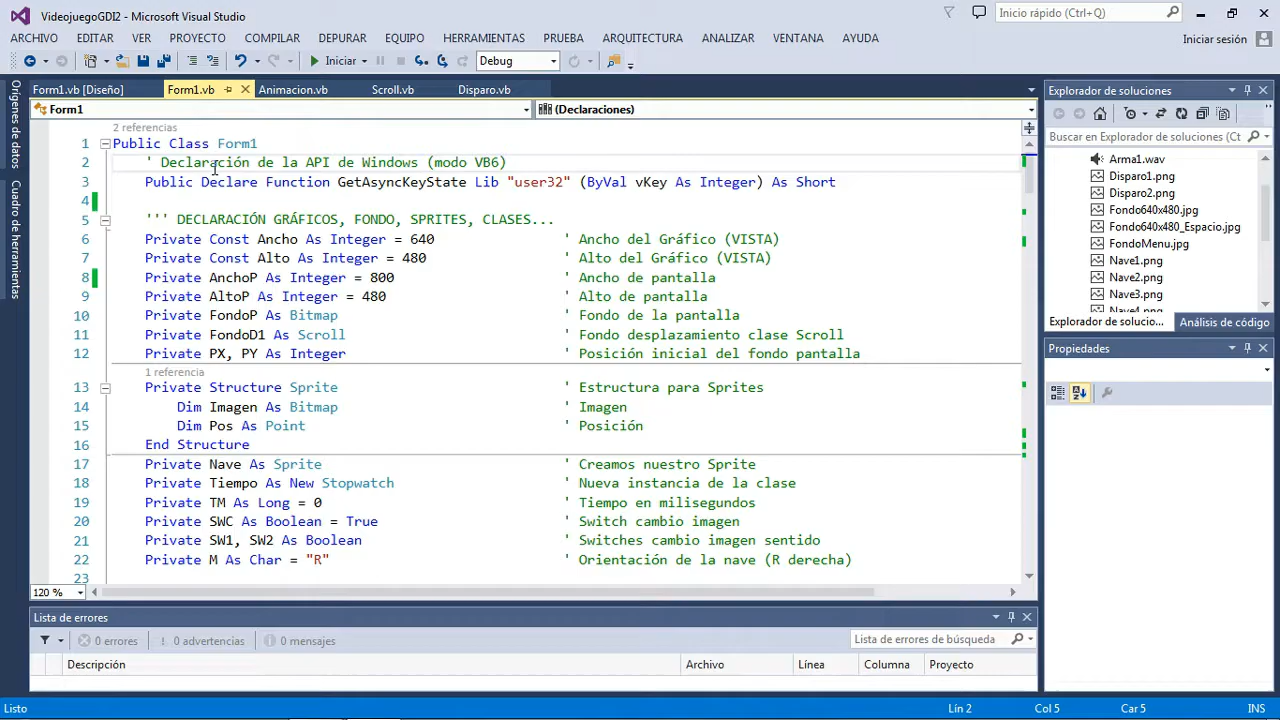 VideojuegoGDI2 - Microsoft Visual Studio
Inicio rápido (Ctrl+Q)
ARCHIVO EDITAR VER PROYECTO COMPILAR DEPURAR EQUIPO HERRAMIENTAS PRUEBA ARQUITECTURA ANALIZAR VENTANA AYUDA
Iniciar sesión
Iniciar
Debug
Orígenes de datos
Cuadro de herramientas
Form1.vb [Diseño] Form1.vb Animacion.vb Scroll.vb Disparo.vb
Form1 (Declaraciones)
2 referencias
1 Public Class Form1
2 ' Declaración de la API de Windows (modo VB6)
3 Public Declare Function GetAsyncKeyState Lib "user32" (ByVal vKey As Integer) As Short
4
5 ''' DECLARACIÓN GRÁFICOS, FONDO, SPRITES, CLASES...
6 Private Const Ancho As Integer = 640 ' Ancho del Gráfico (VISTA)
7 Private Const Alto As Integer = 480 ' Alto del Gráfico (VISTA)
8 Private AnchoP As Integer = 800 ' Ancho de pantalla
9 Private AltoP As Integer = 480 ' Alto de pantalla
10 Private FondoP As Bitmap ' Fondo de la pantalla
11 Private FondoD1 As Scroll ' Fondo desplazamiento clase Scroll
12 Private PX, PY As Integer ' Posición inicial del fondo pantalla
1 referencia
13 Private Structure Sprite ' Estructura para Sprites
14 Dim Imagen As Bitmap ' Imagen
15 Dim Pos As Point ' Posición
16 End Structure
17 Private Nave As Sprite ' Creamos nuestro Sprite
18 Private Tiempo As New Stopwatch ' Nueva instancia de la clase
19 Private TM As Long = 0 ' Tiempo en milisegundos
20 Private SWC As Boolean = True ' Switch cambio imagen
21 Private SW1, SW2 As Boolean ' Switches cambio imagen sentido
22 Private M As Char = "R" ' Orientación de la nave (R derecha)
23
120 %
Explorador de soluciones
Buscar en Explorador de soluciones (Ctrl
Arma1.wav
Disparo1.png
Disparo2.png
Fondo640x480.jpg
Fondo640x480_Espacio.jpg
FondoMenu.jpg
Nave1.png
Nave2.png
Nave3.png
Nave4.png
Explorador de solucio... Análisis de código
Propiedades
Lista de errores
0 errores 0 advertencias 0 mensajes
Lista de errores de búsqueda
Descripción Archivo Línea Columna Proyecto
Listo Lín 2 Col 5 Car 5 INS